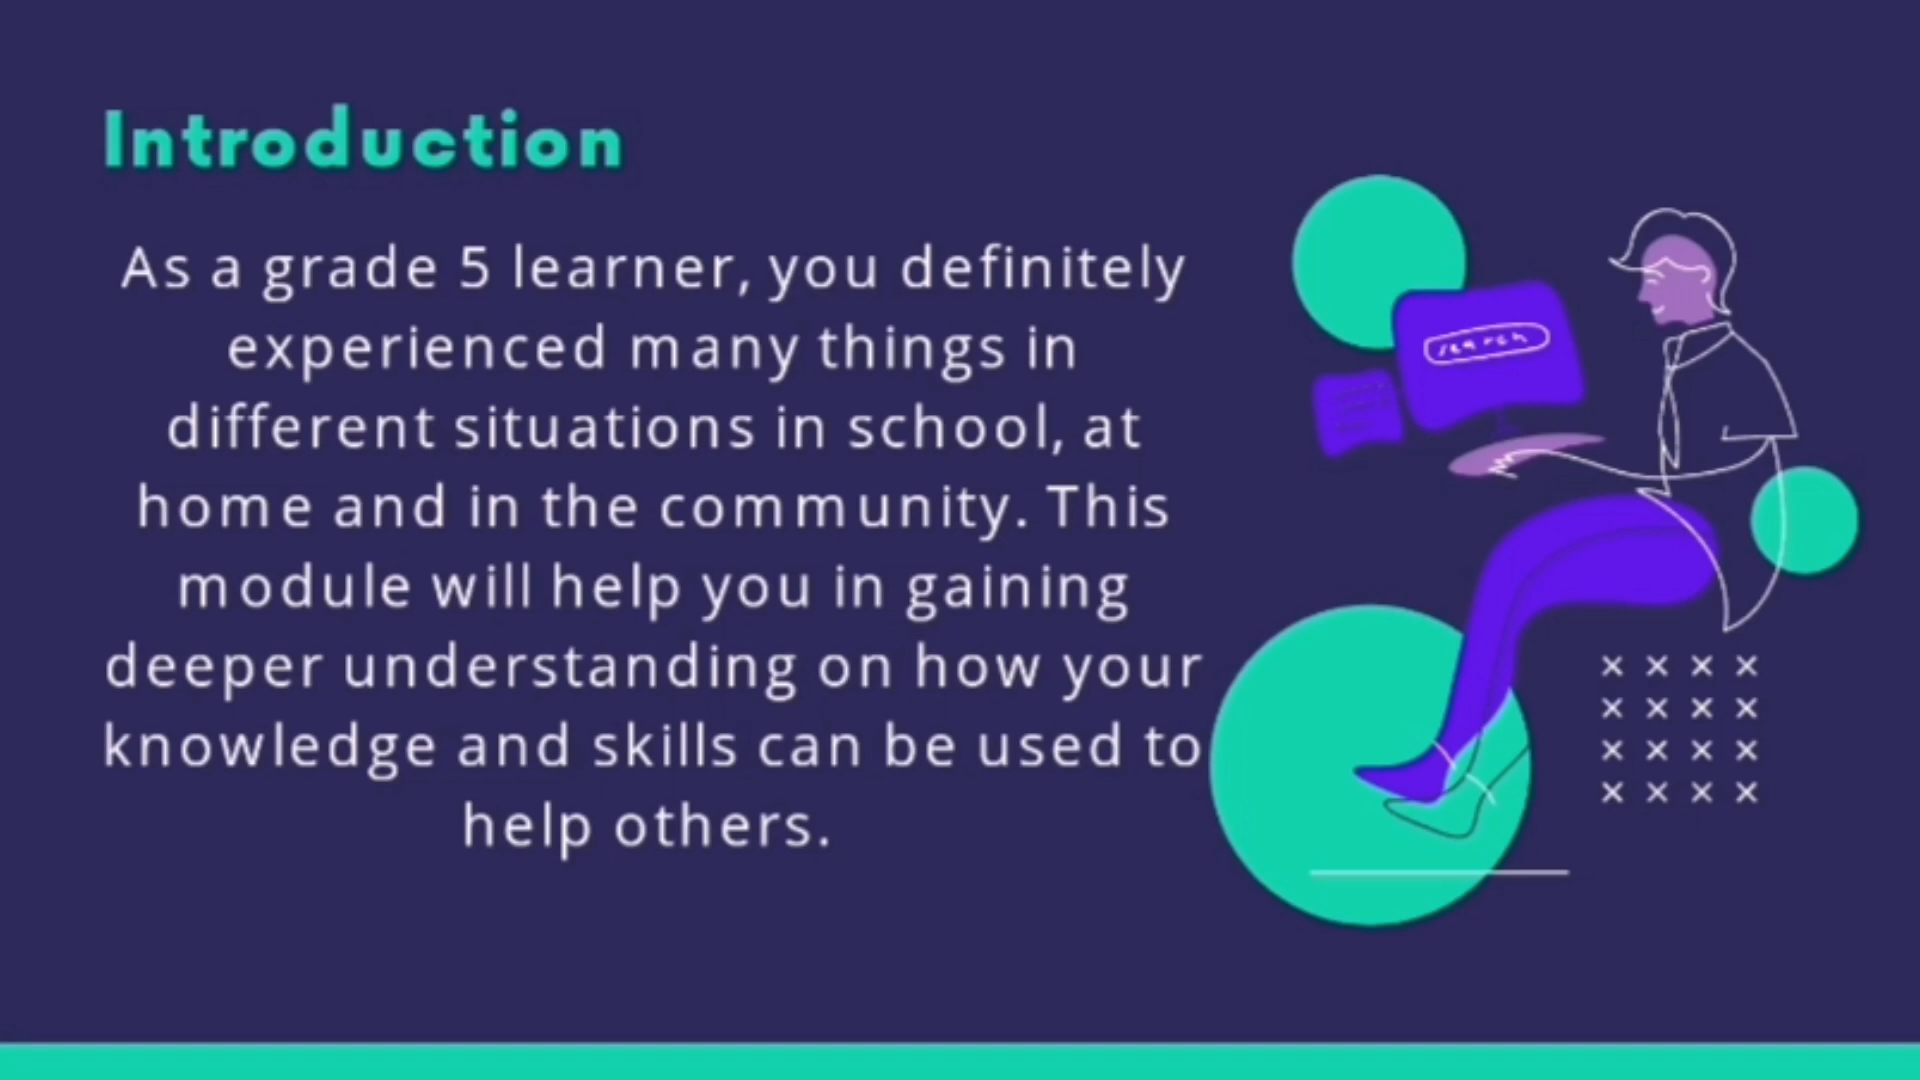 Introduction
As a grade 5 learner, you definitely
experienced many things in
different situations in school, at
home and in the community. This
module will help you in gaining
deeper understanding on how your
knowledge and skills can be used to
help others.
search